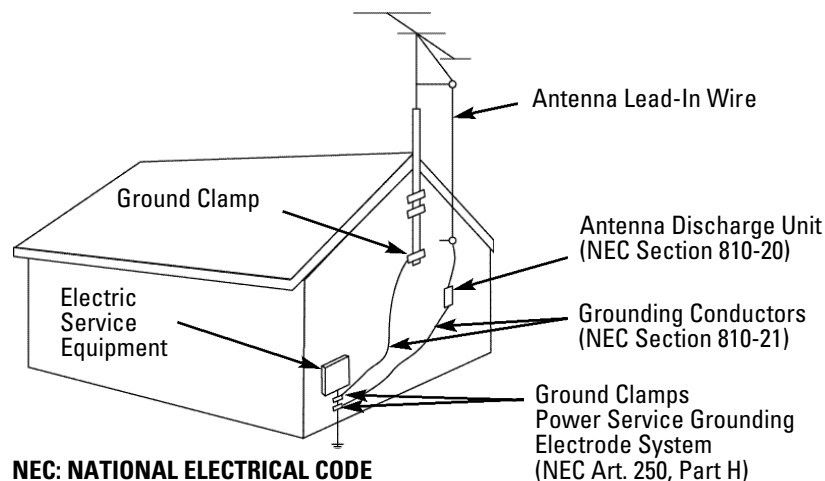 Antenna Lead-In Wire
Ground Clamp
Antenna Discharge Unit
(NEC Section 810-20)
Electric
Service
Equipment
Grounding Conductors
(NEC Section 810-21)
Ground Clamps
Power Service Grounding
Electrode System
(NEC Art. 250, Part H)
NEC: NATIONAL ELECTRICAL CODE